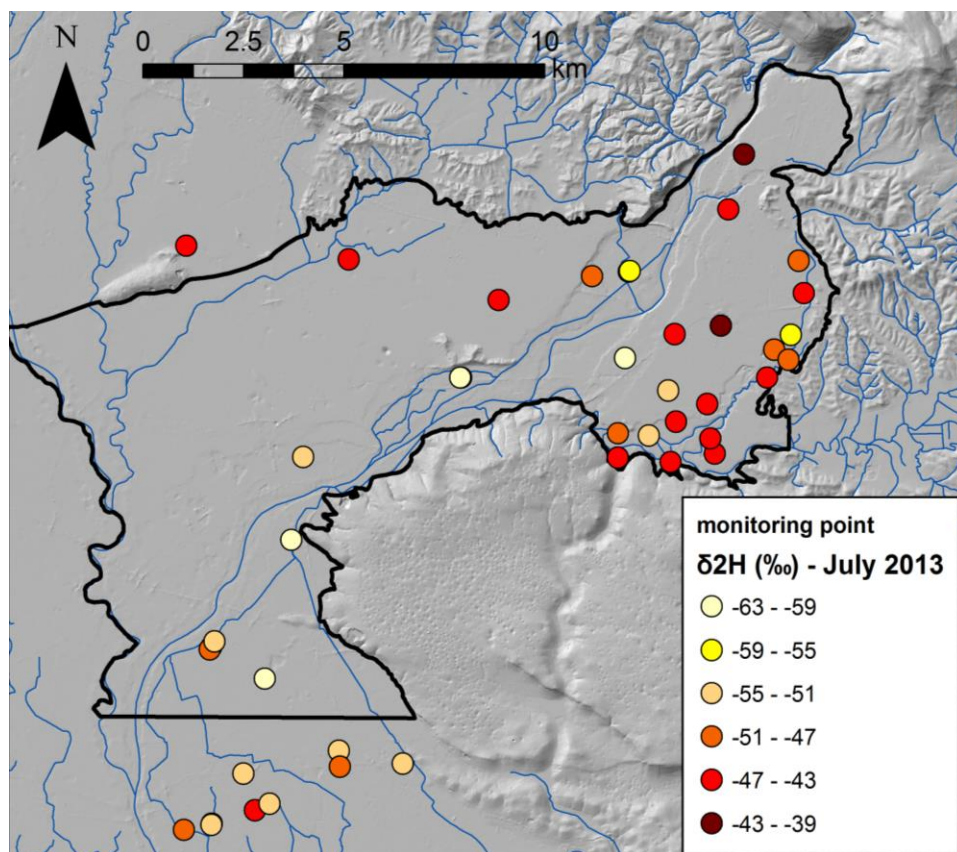 N
0 2.5 5 10
km
monitoring point
δ2H (‰) - July 2013
-63 - -59
-59 - -55
-55 - -51
-51 - -47
-47 - -43
-43 - -39